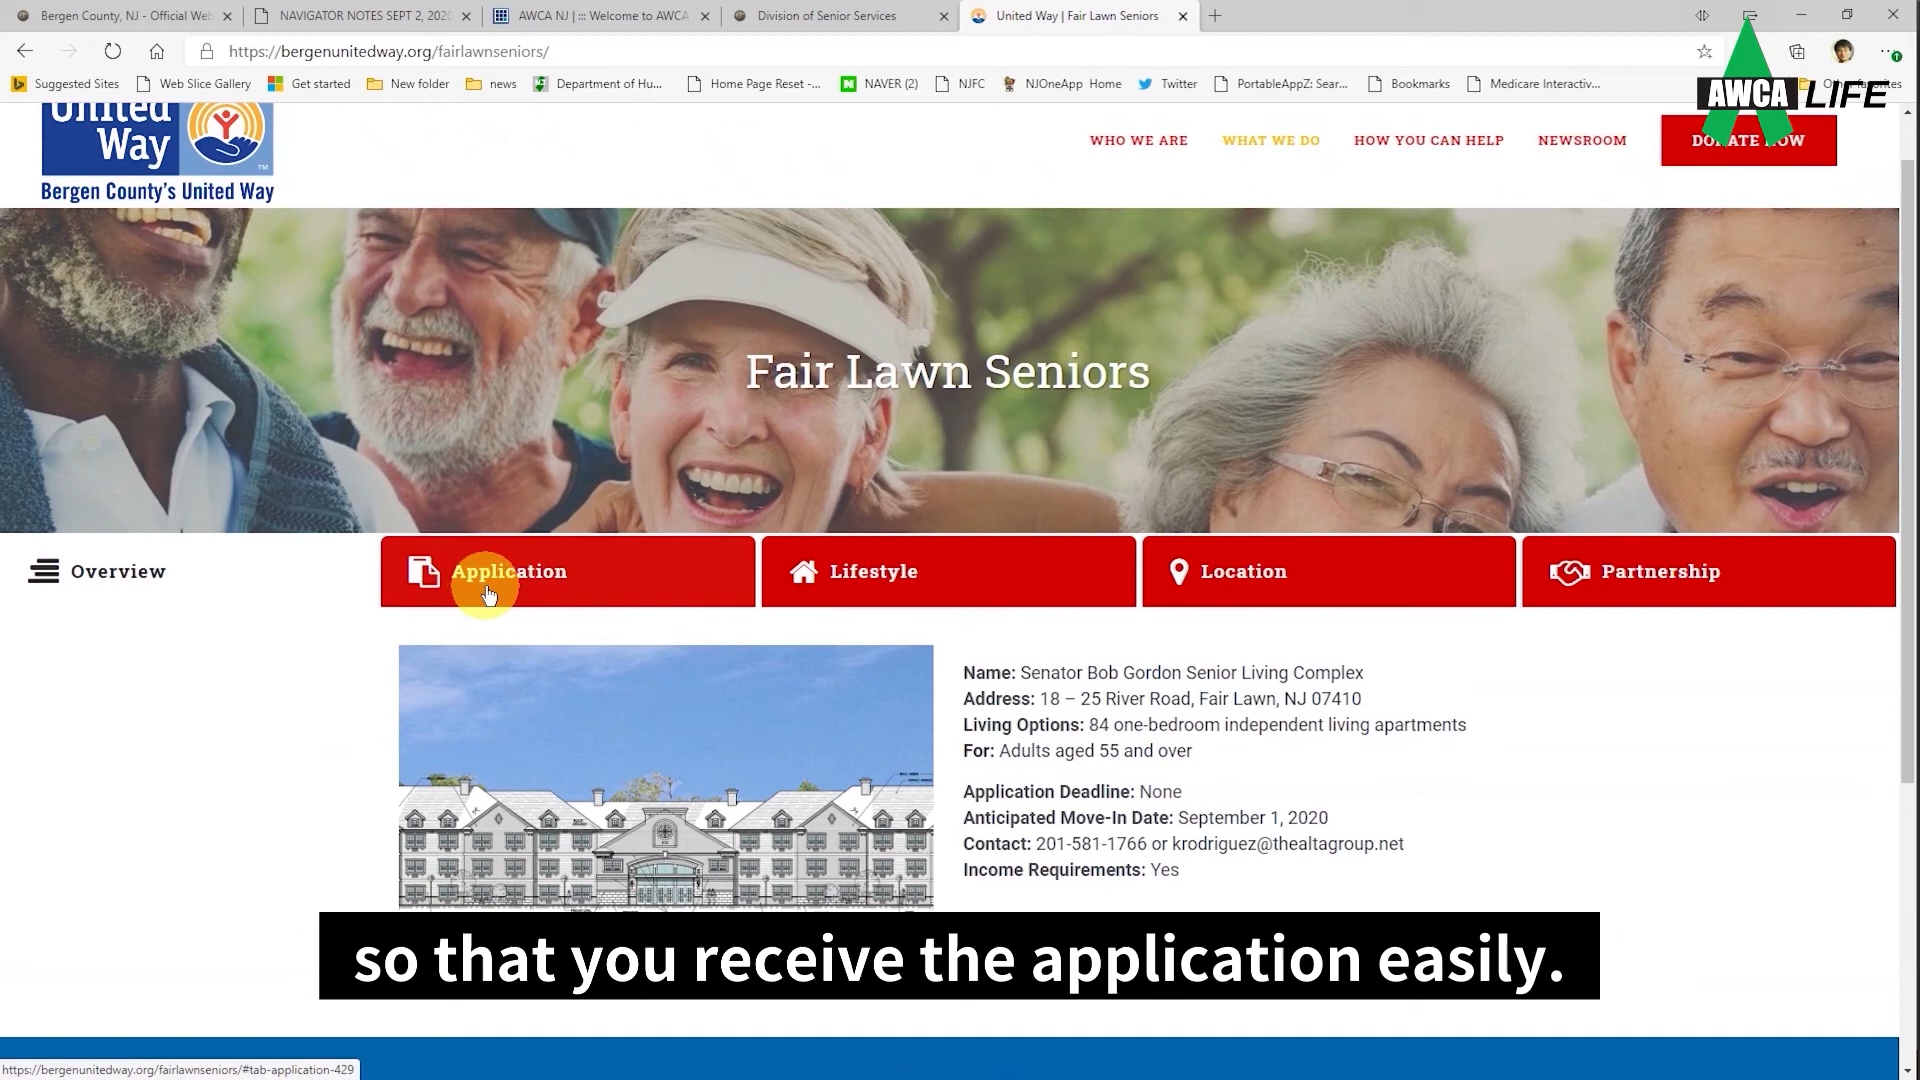 Bergen County, NJ - Official Web
NAVIGATOR NOTES SEPT 2, 2020
AWCA NJ | ::: Welcome to AWCA
Division of Senior Services
United Way | Fair Lawn Seniors
https://bergenunitedway.org/fairlawnseniors/
Suggested Sites
Web Slice Gallery
Get started
New folder
news
Department of Hu...
Home Page Reset -...
NAVER (2)
NJFC
NJOneApp Home
Twitter
PortableAppZ: Sear...
Bookmarks
Medicare Interactiv...
Other favorites
AWCA LIFE
United
Way
TM
Bergen County's United Way
WHO WE ARE
WHAT WE DO
HOW YOU CAN HELP
NEWSROOM
DONATE NOW
Fair Lawn Seniors
Overview
Application
Lifestyle
Location
Partnership
Name: Senator Bob Gordon Senior Living Complex
Address: 18 – 25 River Road, Fair Lawn, NJ 07410
Living Options: 84 one-bedroom independent living apartments
For: Adults aged 55 and over
Application Deadline: None
Anticipated Move-In Date: September 1, 2020
Contact: 201-581-1766 or krodriguez@thealtagroup.net
Income Requirements: Yes
so that you receive the application easily.
https://bergenunitedway.org/fairlawnseniors/#tab-application-429